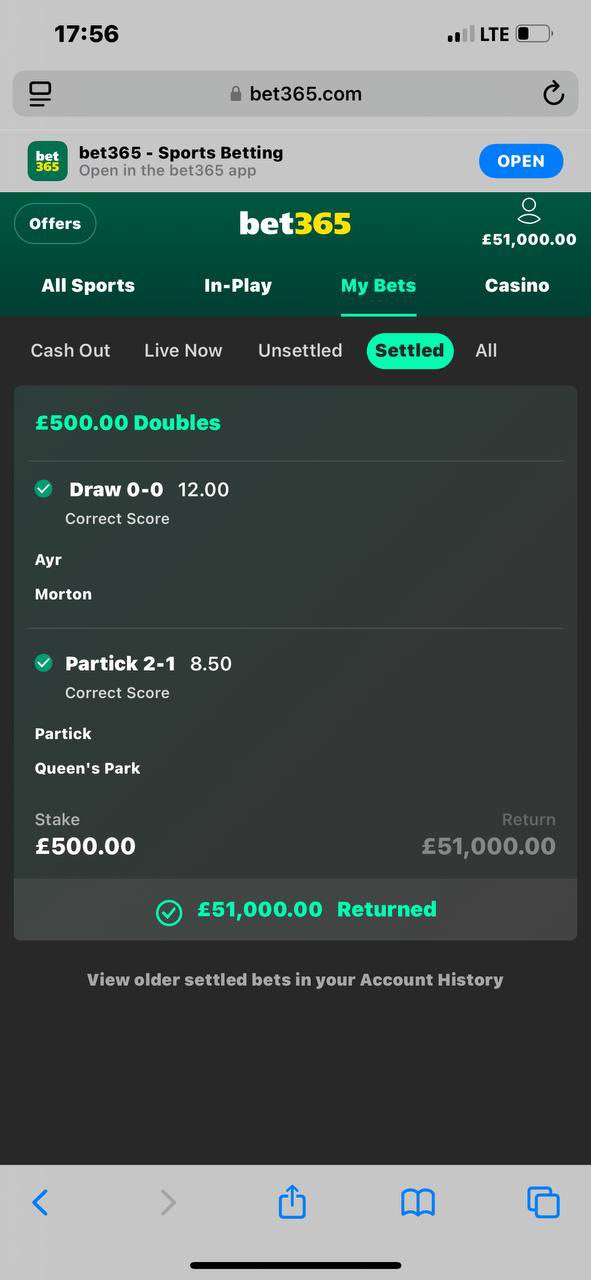 17:56 LTE
bet365.com
bet365
bet365 - Sports Betting
Open in the bet365 app
OPEN
Offers
bet365
£51,000.00
All Sports In-Play My Bets Casino
Cash Out Live Now Unsettled Settled All
£500.00 Doubles
Draw 0-0 12.00
Correct Score
Ayr
Morton
Partick 2-1 8.50
Correct Score
Partick
Queen's Park
Stake Return
£500.00 £51,000.00
£51,000.00 Returned
View older settled bets in your Account History